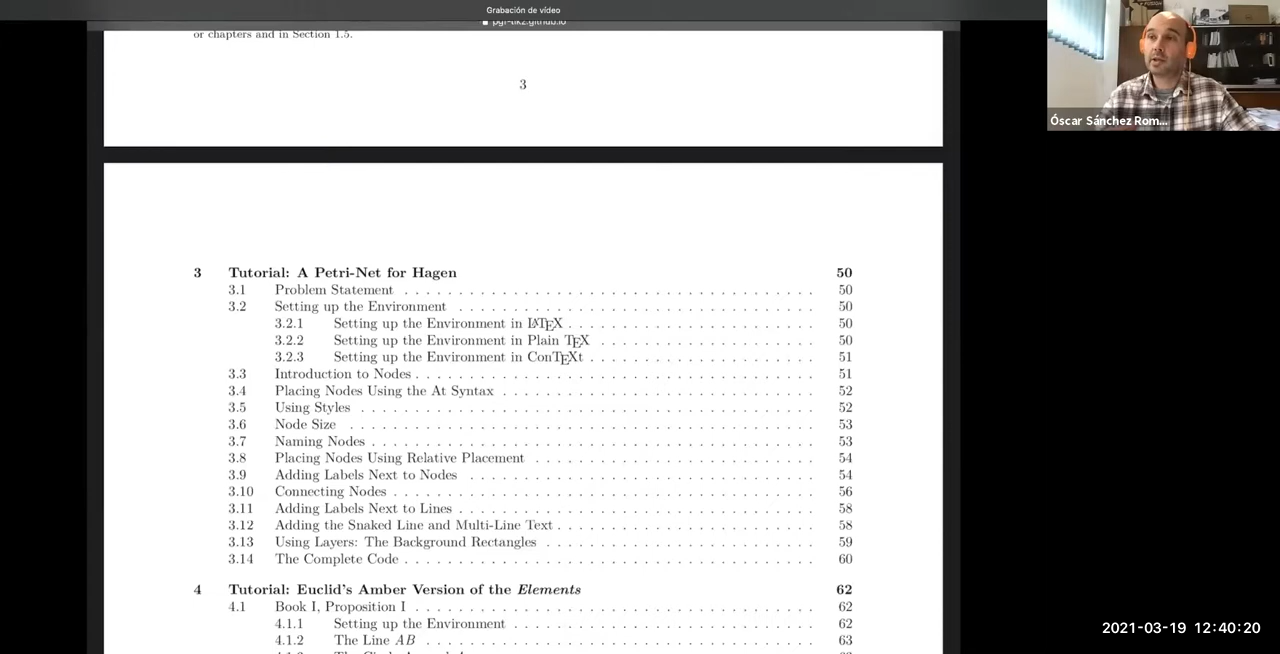 Grabación de vídeo
pgf-tikz.github.io
or chapters and in Section 1.5.
3
Óscar Sánchez Rom...
3 Tutorial: A Petri-Net for Hagen 50
3.1 Problem Statement . . . . . . . . . . . . . . . . . . . . 50
3.2 Setting up the Environment . . . . . . . . . . . . . . . . . . . . 50
3.2.1 Setting up the Environment in LATEX . . . . . . . . . . . . . . . . . . . . 50
3.2.2 Setting up the Environment in Plain TEX . . . . . . . . . . . . . . . . . . . . 50
3.2.3 Setting up the Environment in ConTEXt . . . . . . . . . . . . . . . . . . . . 51
3.3 Introduction to Nodes . . . . . . . . . . . . . . . . . . . . 51
3.4 Placing Nodes Using the At Syntax . . . . . . . . . . . . . . . . . . . . 52
3.5 Using Styles . . . . . . . . . . . . . . . . . . . . 52
3.6 Node Size . . . . . . . . . . . . . . . . . . . . 53
3.7 Naming Nodes . . . . . . . . . . . . . . . . . . . . 53
3.8 Placing Nodes Using Relative Placement . . . . . . . . . . . . . . . . . . . . 54
3.9 Adding Labels Next to Nodes . . . . . . . . . . . . . . . . . . . . 54
3.10 Connecting Nodes . . . . . . . . . . . . . . . . . . . . 56
3.11 Adding Labels Next to Lines . . . . . . . . . . . . . . . . . . . . 58
3.12 Adding the Snaked Line and Multi-Line Text . . . . . . . . . . . . . . . . . . . . 58
3.13 Using Layers: The Background Rectangles . . . . . . . . . . . . . . . . . . . . 59
3.14 The Complete Code . . . . . . . . . . . . . . . . . . . . 60
4 Tutorial: Euclid's Amber Version of the Elements 62
4.1 Book I, Proposition I . . . . . . . . . . . . . . . . . . . . 62
4.1.1 Setting up the Environment . . . . . . . . . . . . . . . . . . . . 62
4.1.2 The Line AB . . . . . . . . . . . . . . . . . . . . 63
2021-03-19 12:40:20